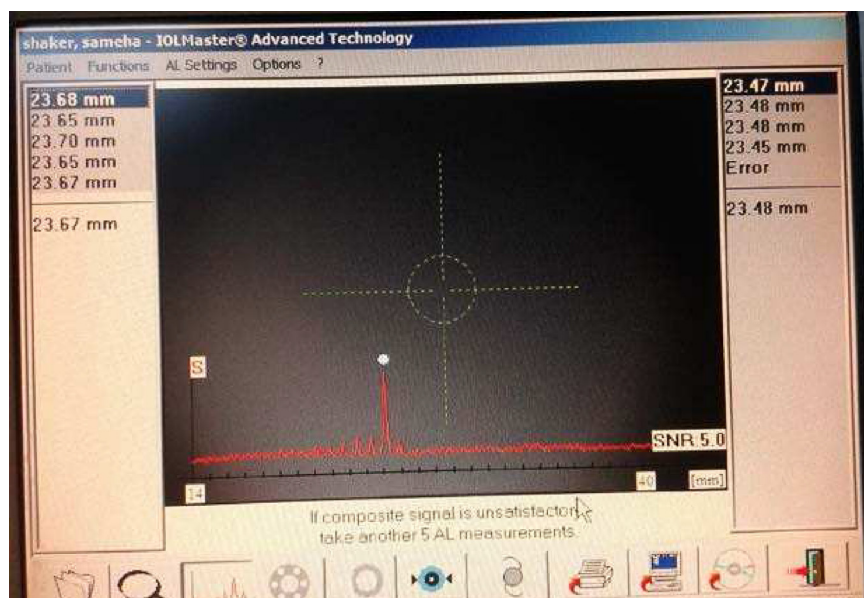 shaker, sameha - IOLMaster® Advanced Technology
Patient Functions AL Settings Options ?
23.68 mm
23.65 mm
23.70 mm
23.65 mm
23.67 mm
23.67 mm
23.47 mm
23.48 mm
23.48 mm
23.45 mm
Error
23.48 mm
S
SNR:5.0
14
40
[mm]
If composite signal is unsatisfactory
take another 5 AL measurements.